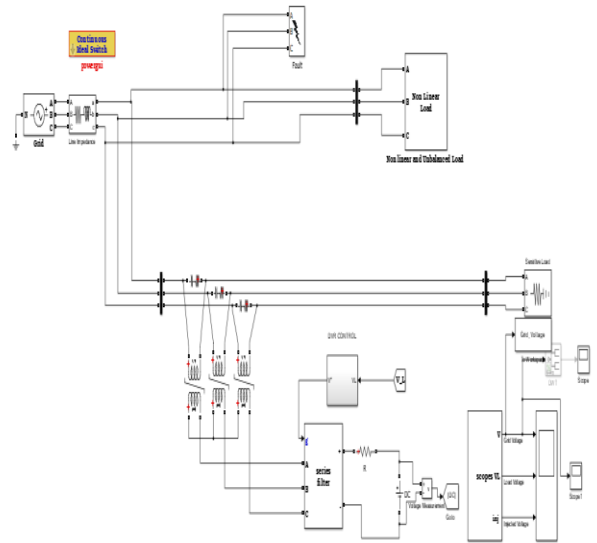 Continuous
Ideal Switch
powergui
A
B
C
Fault
N
A
B
C
A
B
C
Grid
Line Impedance
A
B
C
Non Linear
Load
Non linear and Unbalanced Load
Sensitive Load
A
B
C
Grid_Voltage
Scope
DVR CONTROL
VL
V_L
A
B
C
series
filter
+
-
R
DC
Voltage Measurement
Goto
scopes
V
VL
inj
Grid Voltage
Load Voltage
Injected Voltage
Scope1